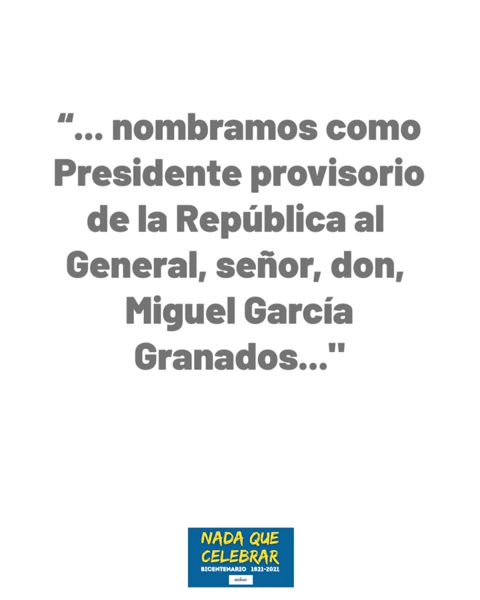 “... nombramos como
Presidente provisorio
de la República al
General, señor, don,
Miguel García
Granados..."
NADA QUE
CELEBRAR
BICENTENARIO 1821-2021